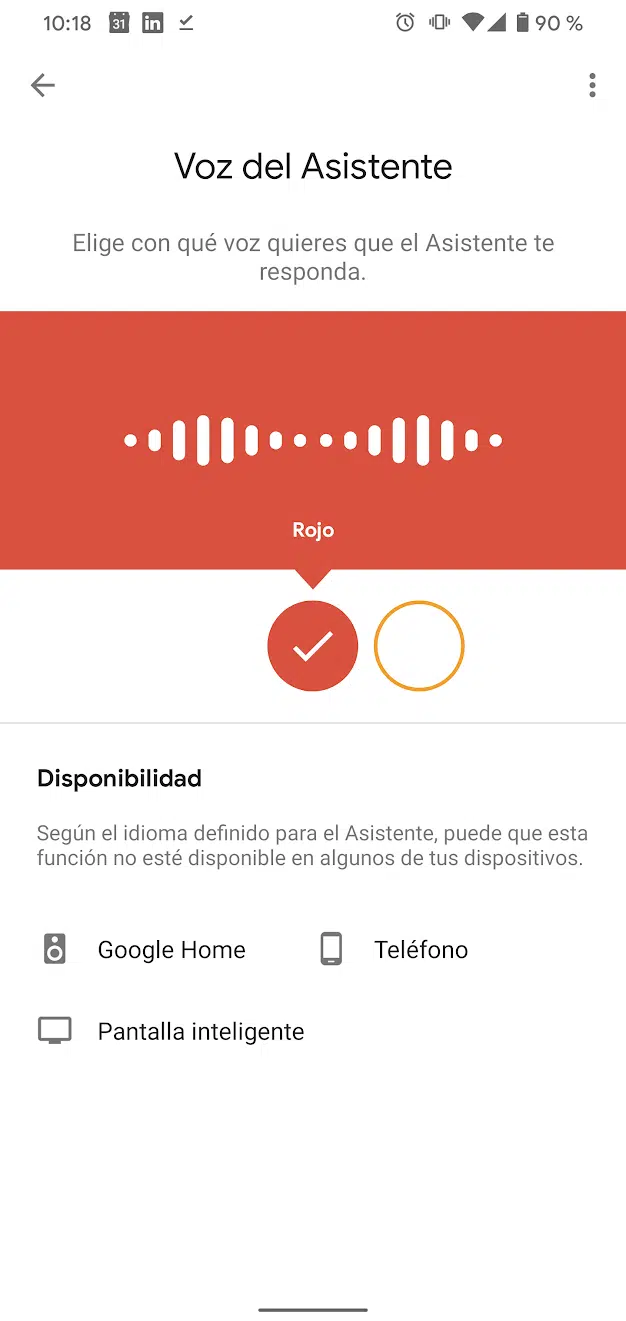 10:18 31 in 90 %
Voz del Asistente
Elige con qué voz quieres que el Asistente te
responda.
Rojo
Disponibilidad
Según el idioma definido para el Asistente, puede que esta
función no esté disponible en algunos de tus dispositivos.
Google Home Teléfono
Pantalla inteligente